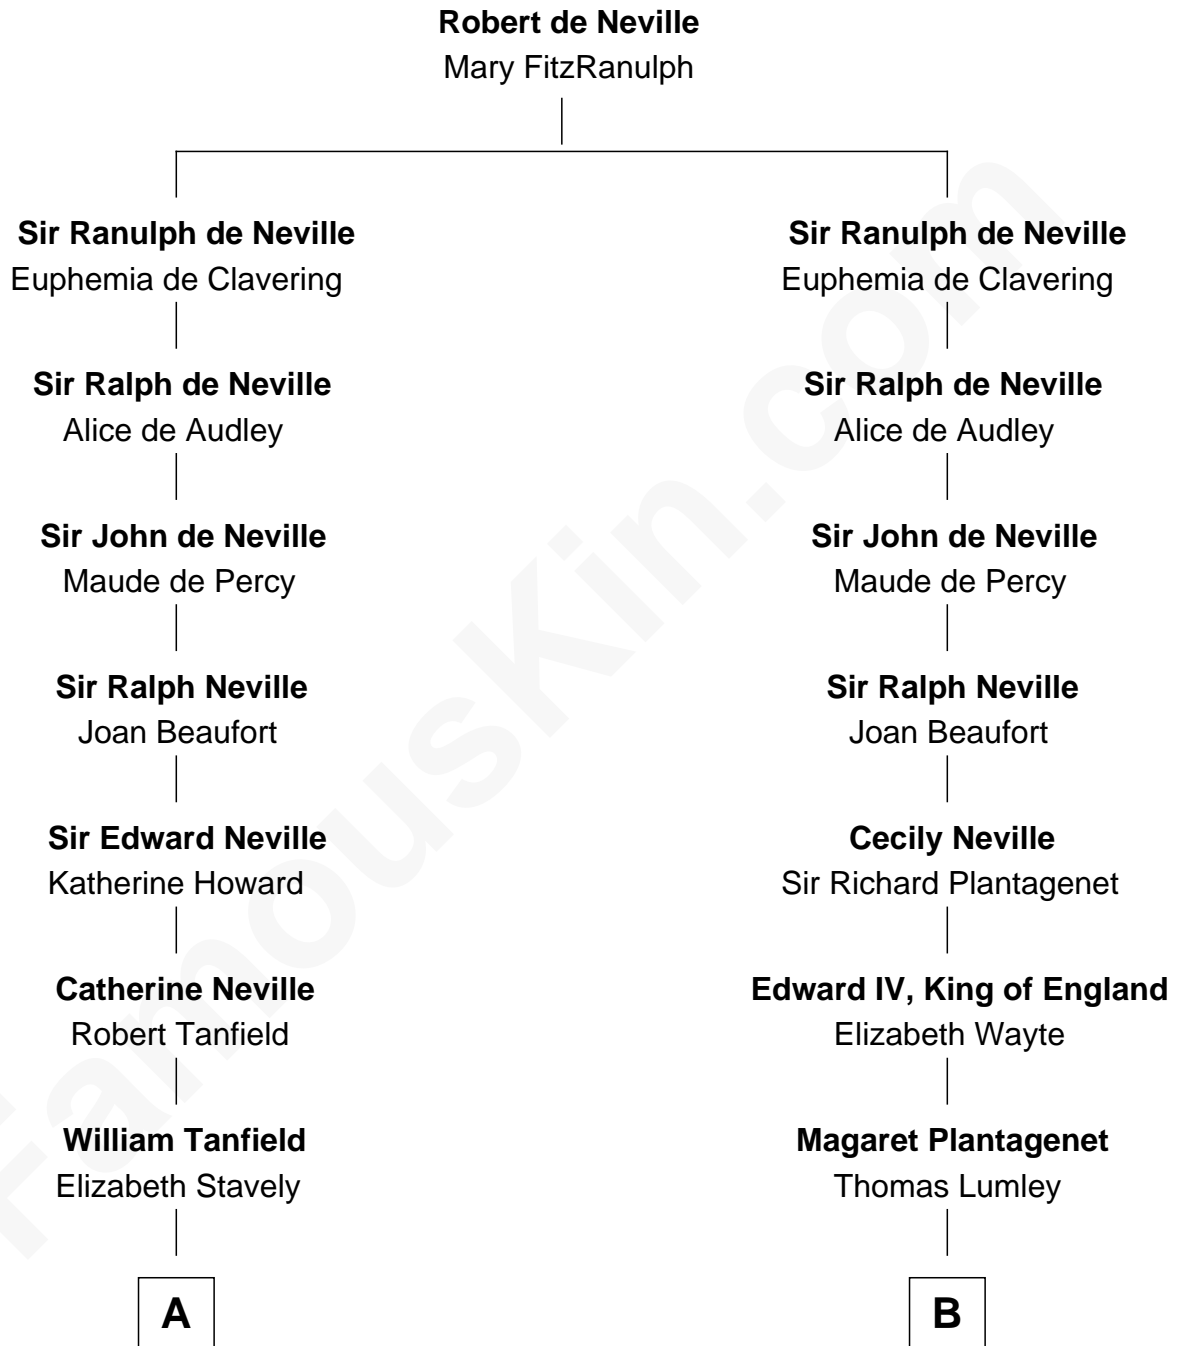 Robert de Neville
Mary FitzRanulph
Sir Ranulph de Neville
Euphemia de Clavering
Sir Ralph de Neville
Alice de Audley
Sir John de Neville
Maude de Percy
Sir Ralph Neville
Joan Beaufort
Sir Edward Neville
Katherine Howard
Catherine Neville
Robert Tanfield
William Tanfield
Elizabeth Stavely
A
Sir Ranulph de Neville
Euphemia de Clavering
Sir Ralph de Neville
Alice de Audley
Sir John de Neville
Maude de Percy
Sir Ralph Neville
Joan Beaufort
Cecily Neville
Sir Richard Plantagenet
Edward IV, King of England
Elizabeth Wayte
Magaret Plantagenet
Thomas Lumley
B
FamousKin.com